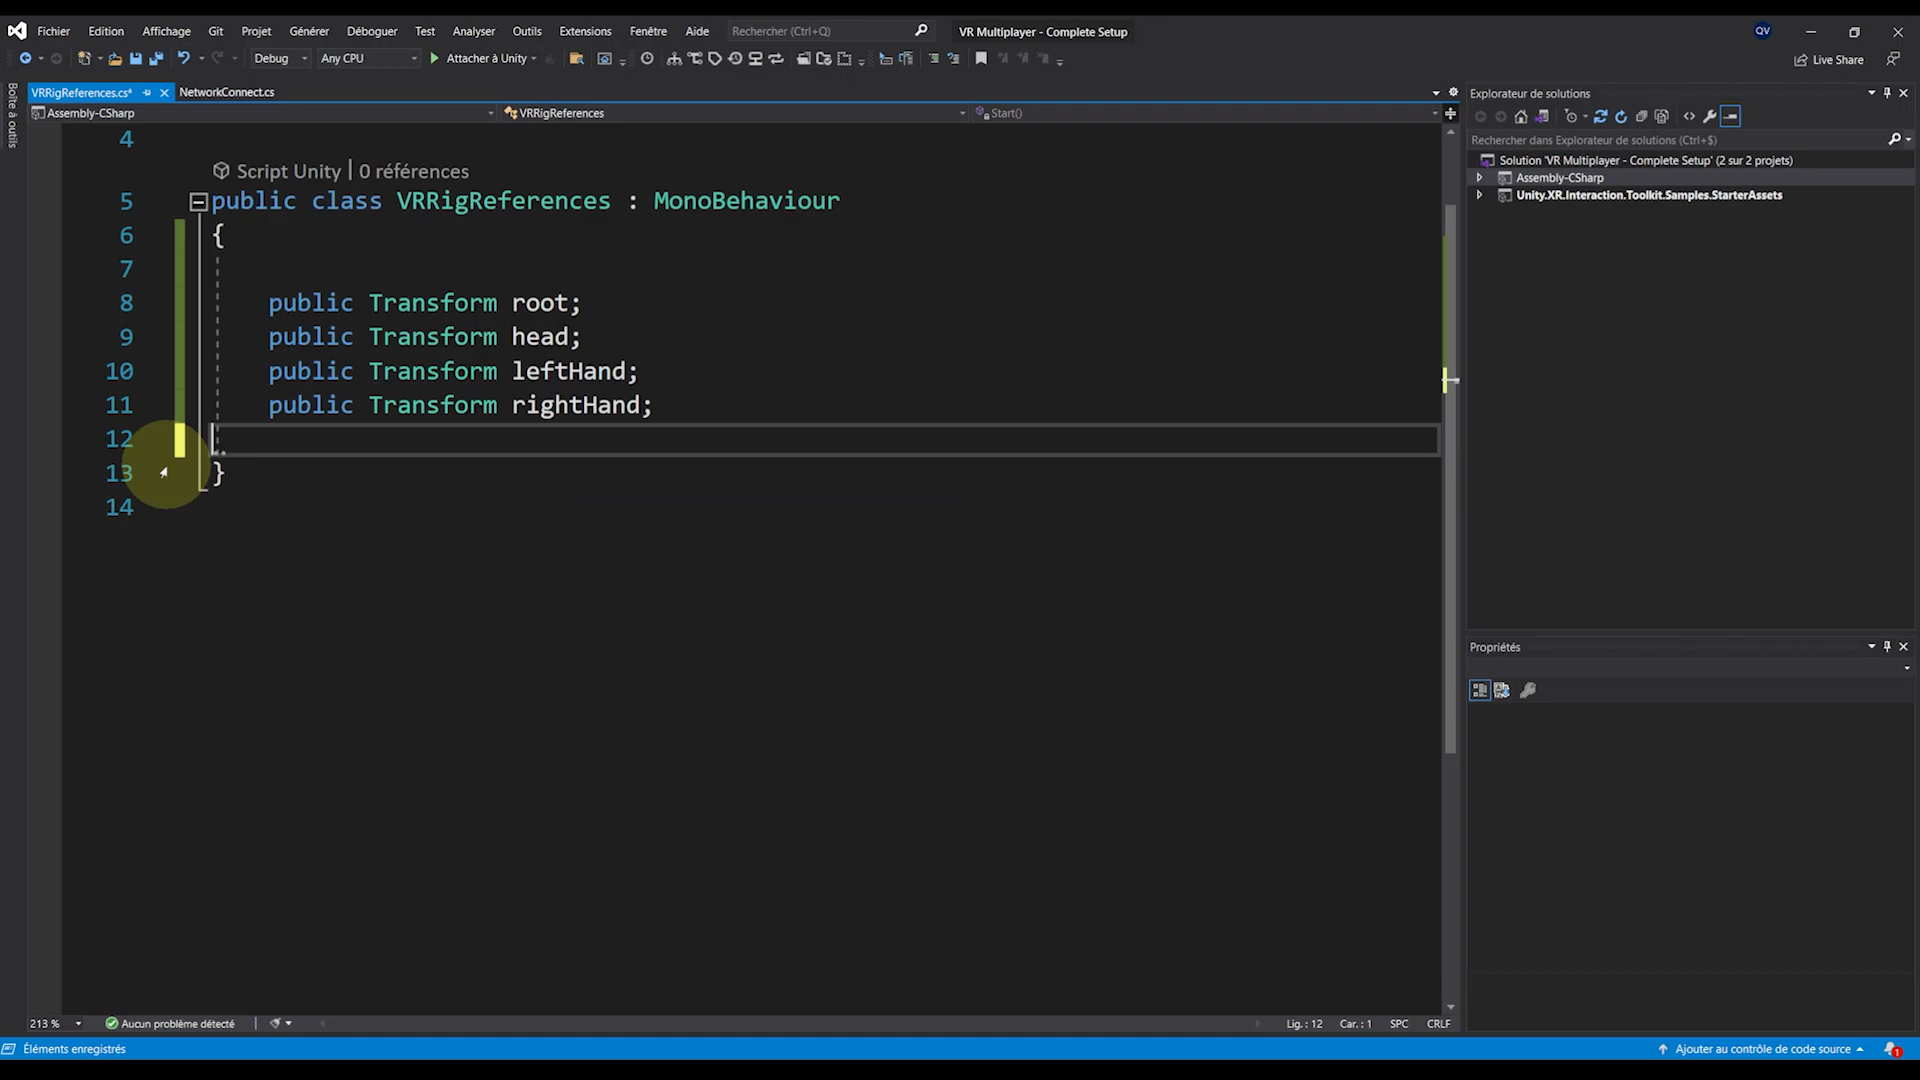 Fichier Edition Affichage Git Projet Générer Déboguer Test Analyser Outils Extensions Fenêtre Aide Rechercher (Ctrl+Q) VR Multiplayer - Complete Setup QV
Debug Any CPU Attacher à Unity Live Share
Boîte à outils
VRRigReferences.cs* NetworkConnect.cs
Assembly-CSharp VRRigReferences Start()
4
Script Unity | 0 références
5 public class VRRigReferences : MonoBehaviour
6 {
7
8 public Transform root;
9 public Transform head;
10 public Transform leftHand;
11 public Transform rightHand;
12
13 }
14
Explorateur de solutions
Rechercher dans Explorateur de solutions (Ctrl+$)
Solution 'VR Multiplayer - Complete Setup' (2 sur 2 projets)
Assembly-CSharp
Unity.XR.Interaction.Toolkit.Samples.StarterAssets
Propriétés
213 % Aucun problème détecté Lig. : 12 Car. : 1 SPC CRLF
Éléments enregistrés Ajouter au contrôle de code source 1